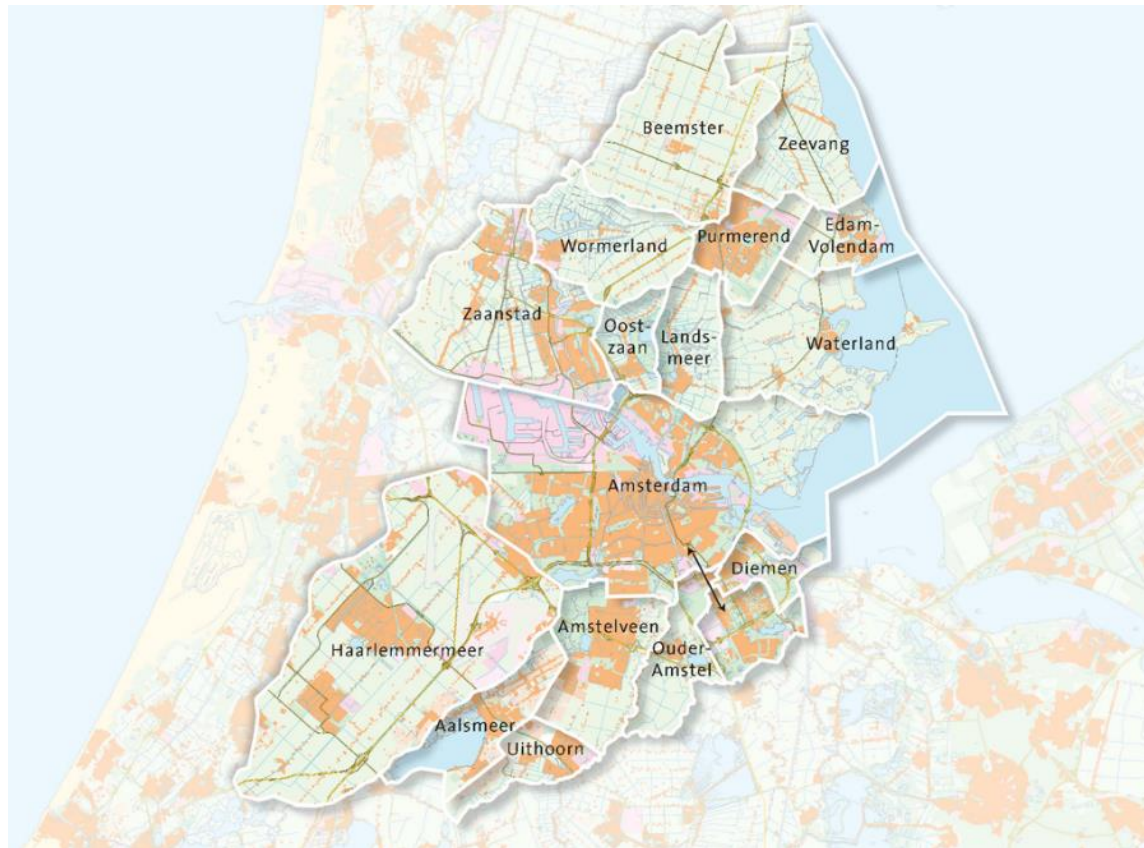 Beemster
Zeevang
Edam-
Volendam
Purmerend
Wormerland
Zaanstad
Oost-
zaan
Lands-
meer
Waterland
Amsterdam
Diemen
Amstelveen
Ouder-
Amstel
Haarlemmermeer
Aalsmeer
Uithoorn